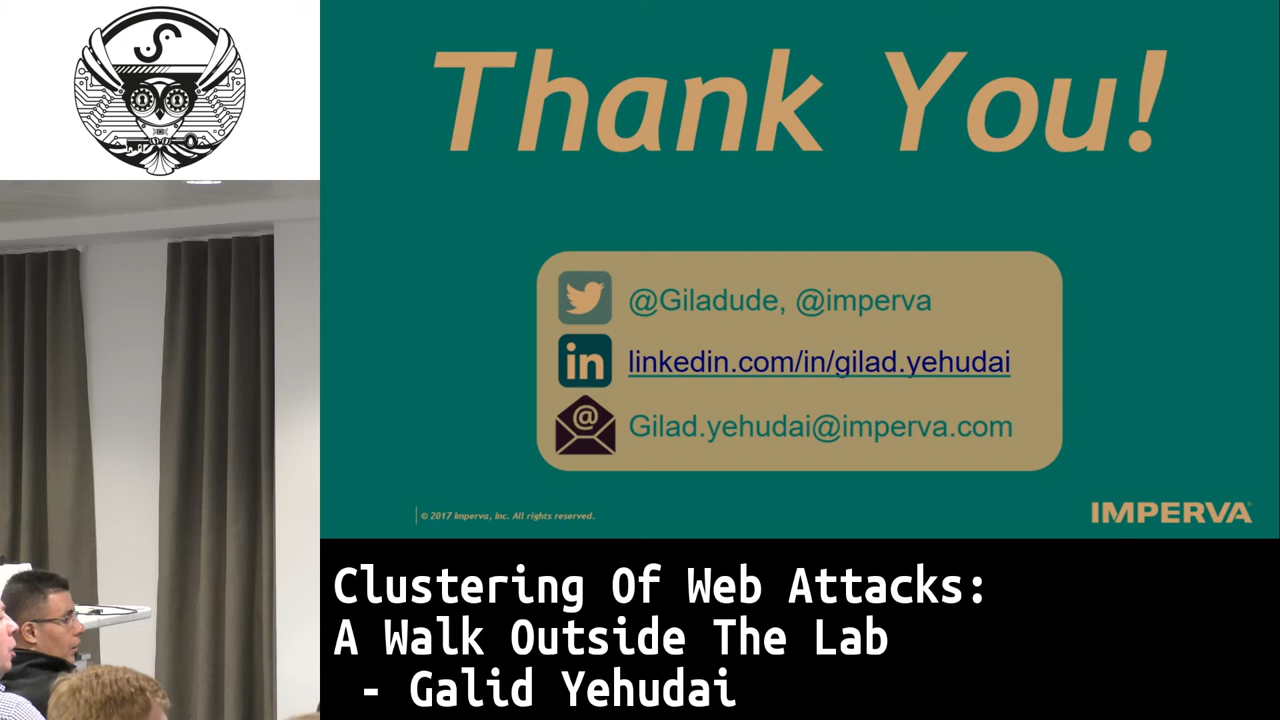 Thank You!
@Giladude, @imperva
linkedin.com/in/gilad.yehudai
Gilad.yehudai@imperva.com
© 2017 Imperva, Inc. All rights reserved.
IMPERVA
Clustering Of Web Attacks:
A Walk Outside The Lab
- Galid Yehudai